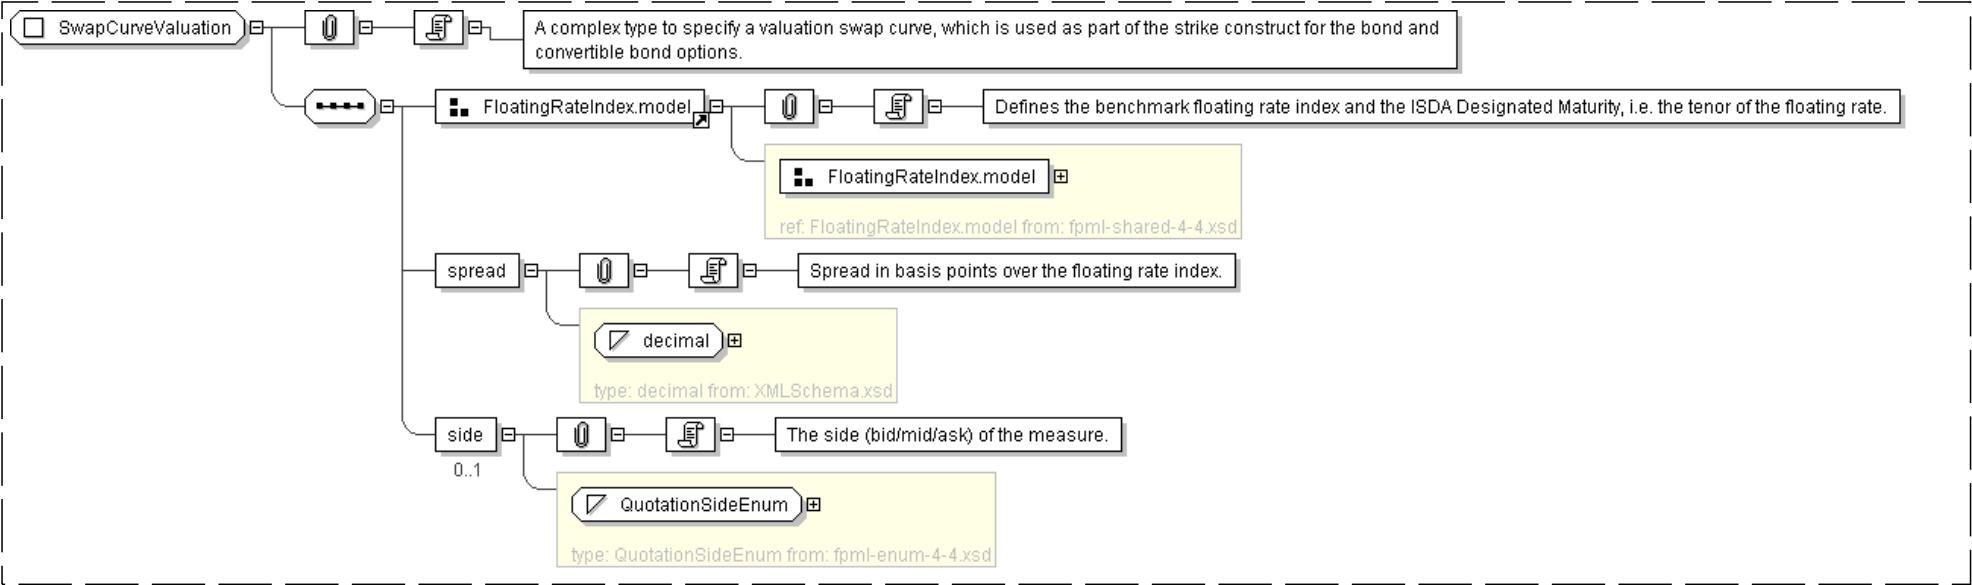 SwapCurveValuation
A complex type to specify a valuation swap curve, which is used as part of the strike construct for the bond and
convertible bond options.
FloatingRateIndex.model
Defines the benchmark floating rate index and the ISDA Designated Maturity, i.e. the tenor of the floating rate.
FloatingRateIndex.model
ref: FloatingRateIndex.model from: fpml-shared-4-4.xsd
spread
Spread in basis points over the floating rate index.
decimal
type: decimal from: XMLSchema.xsd
side
The side (bid/mid/ask) of the measure.
0..1
QuotationSideEnum
type: QuotationSideEnum from: fpml-enum-4-4.xsd